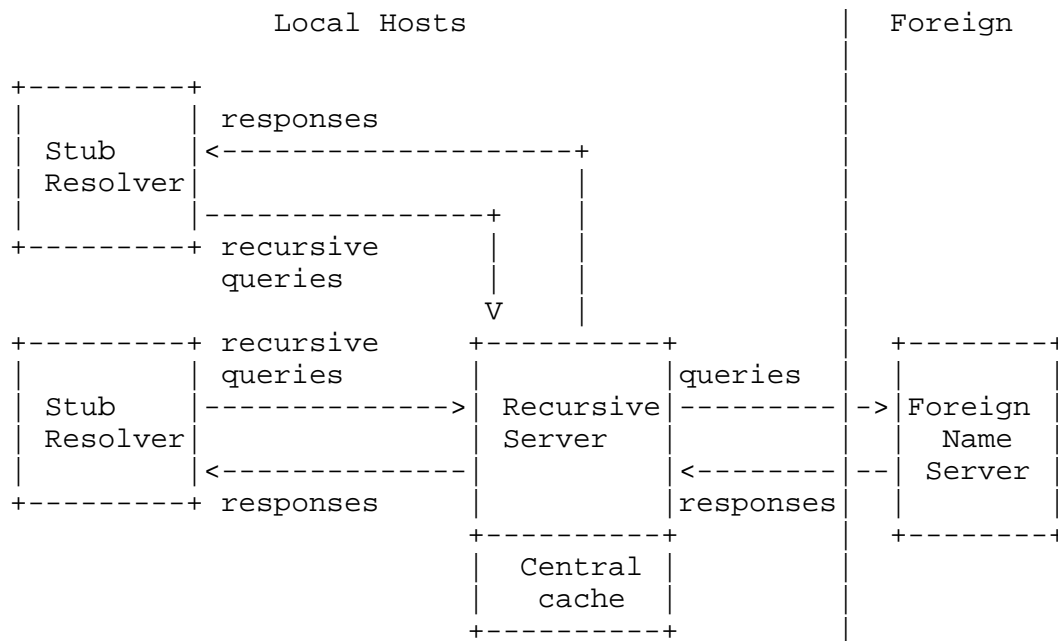 Local Hosts
Foreign
responses
Stub
Resolver
recursive
queries
recursive
queries
Stub
Resolver
responses
Recursive
Server
Central
cache
queries
responses
Foreign
Name
Server